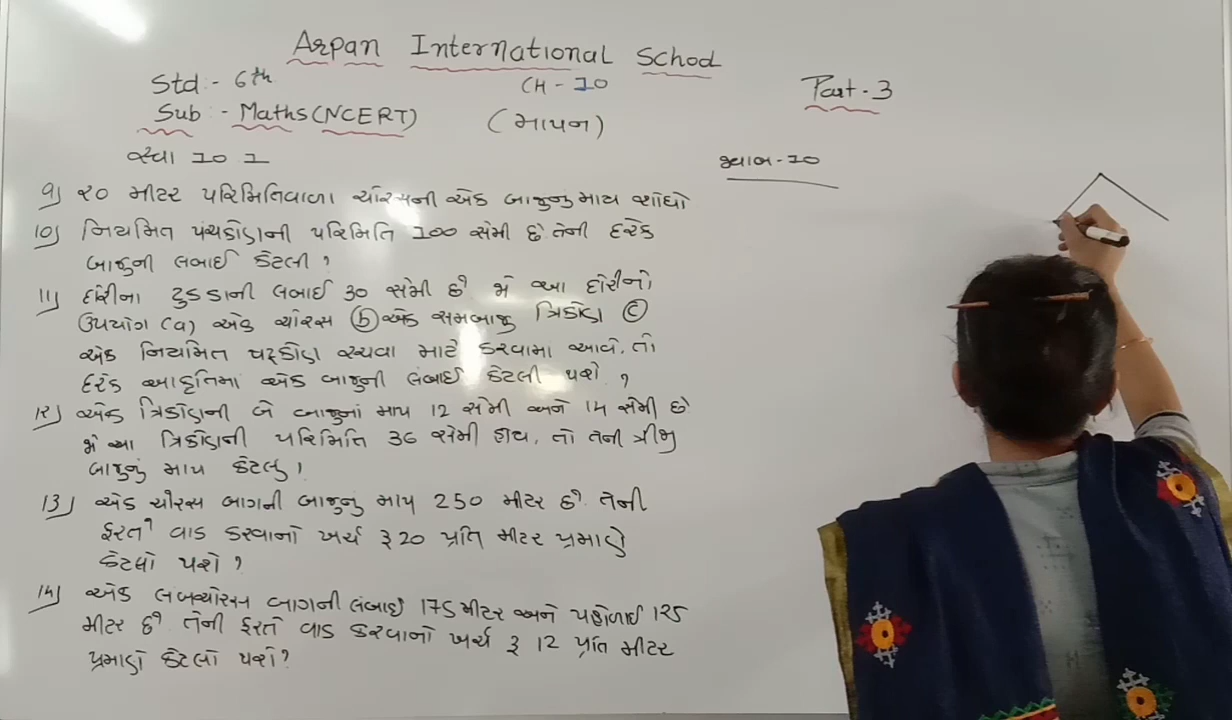 Arpan International School
Std:- 6th
CH - 10
Part - 3
Sub :- Maths (NCERT)
(માપન)
સ્વા 10 1
જવાબ - 10
9) ૨૦ મીટર પરિમિતિવાળા ચોરસની એક બાજુનું માપ શોધો
10) નિયમિત પંચકોણની પરિમિતિ 100 સેમી છે. તેની દરેક
બાજુની લંબાઈ કેટલી ?
11) દોરીના ટુકડાની લંબાઈ 30 સેમી છે. જો આ દોરીનો
ઉપયોગ (a) એક ચોરસ (b) એક સમબાજુ ત્રિકોણ (c)
એક નિયમિત ષટ્કોણ રચવા માટે કરવામાં આવે, તો
દરેક આકૃતિમાં એક બાજુની લંબાઈ કેટલી થશે ?
12) એક ત્રિકોણની બે બાજુનાં માપ 12 સેમી અને 14 સેમી છે
જો આ ત્રિકોણની પરિમિતિ 36 સેમી હોય, તો તેની ત્રીજી
બાજુનું માપ કેટલું ?
13) એક ચોરસ બાગની બાજુનું માપ 250 મીટર છે. તેની
ફરતે વાડ કરવાનો ખર્ચ રૂ 20 પ્રતિ મીટર પ્રમાણે
કેટલો થશે ?
14) એક લંબચોરસ બાગની લંબાઈ 175 મીટર અને પહોળાઈ 125
મીટર છે. તેની ફરતે વાડ કરવાનો ખર્ચ રૂ 12 પ્રતિ મીટર
પ્રમાણે કેટલો થશે ?